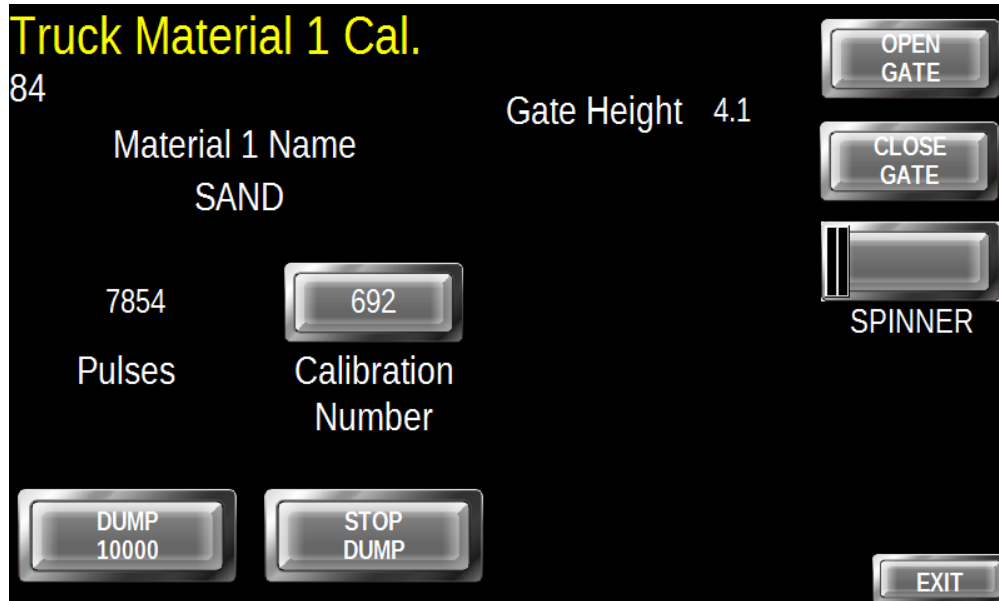 Truck Material 1 Cal.
84
Gate Height 4.1
Material 1 Name
SAND
7854
692
Pulses
Calibration
Number
DUMP
10000
STOP
DUMP
OPEN
GATE
CLOSE
GATE
SPINNER
EXIT